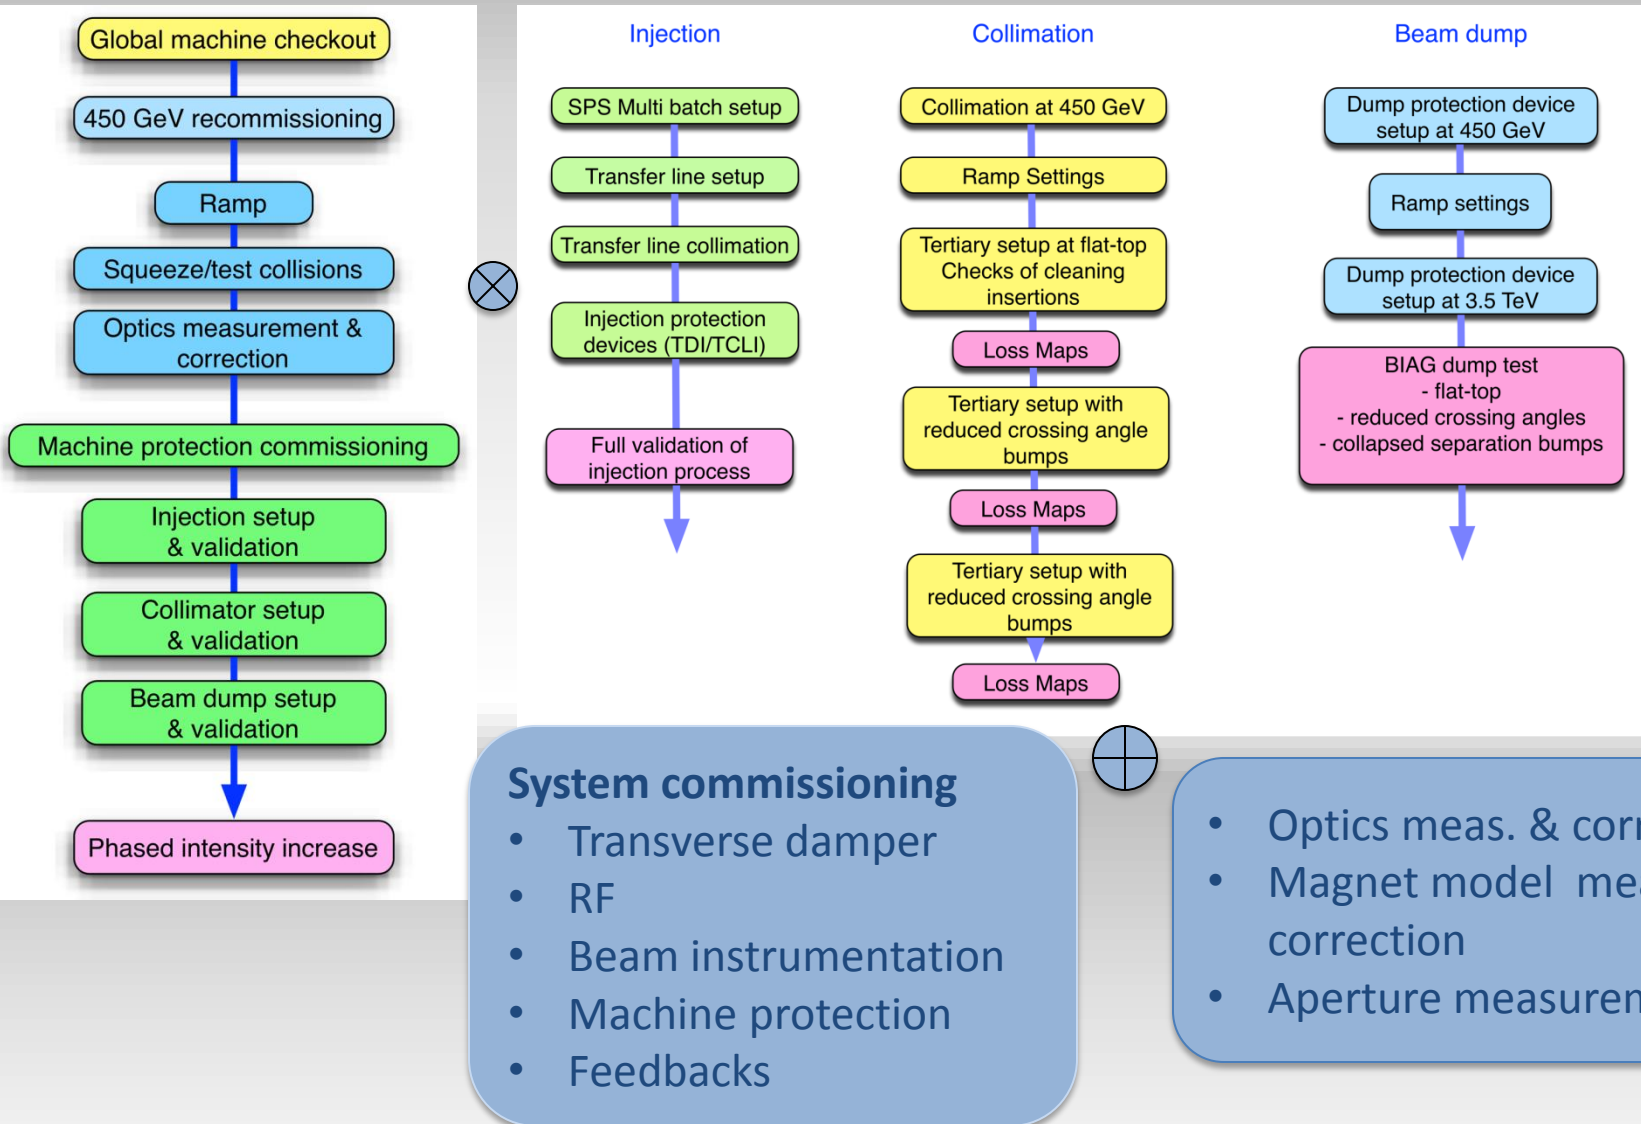 Global machine checkout
450 GeV recommissioning
Ramp
Squeeze/test collisions
Optics measurement &
correction
Machine protection commissioning
Injection setup
& validation
Collimator setup
& validation
Beam dump setup
& validation
Phased intensity increase
Injection
SPS Multi batch setup
Transfer line setup
Transfer line collimation
Injection protection
devices (TDI/TCLI)
Full validation of
injection process
Collimation
Collimation at 450 GeV
Ramp Settings
Tertiary setup at flat-top
Checks of cleaning
insertions
Loss Maps
Tertiary setup with
reduced crossing angle
bumps
Loss Maps
Tertiary setup with
reduced crossing angle
bumps
Loss Maps
Beam dump
Dump protection device
setup at 450 GeV
Ramp settings
Dump protection device
setup at 3.5 TeV
BIAG dump test
- flat-top
- reduced crossing angles
- collapsed separation bumps
System commissioning
• Transverse damper
• RF
• Beam instrumentation
• Machine protection
• Feedbacks
• Optics meas. &
• Magnet model
correction
• Aperture